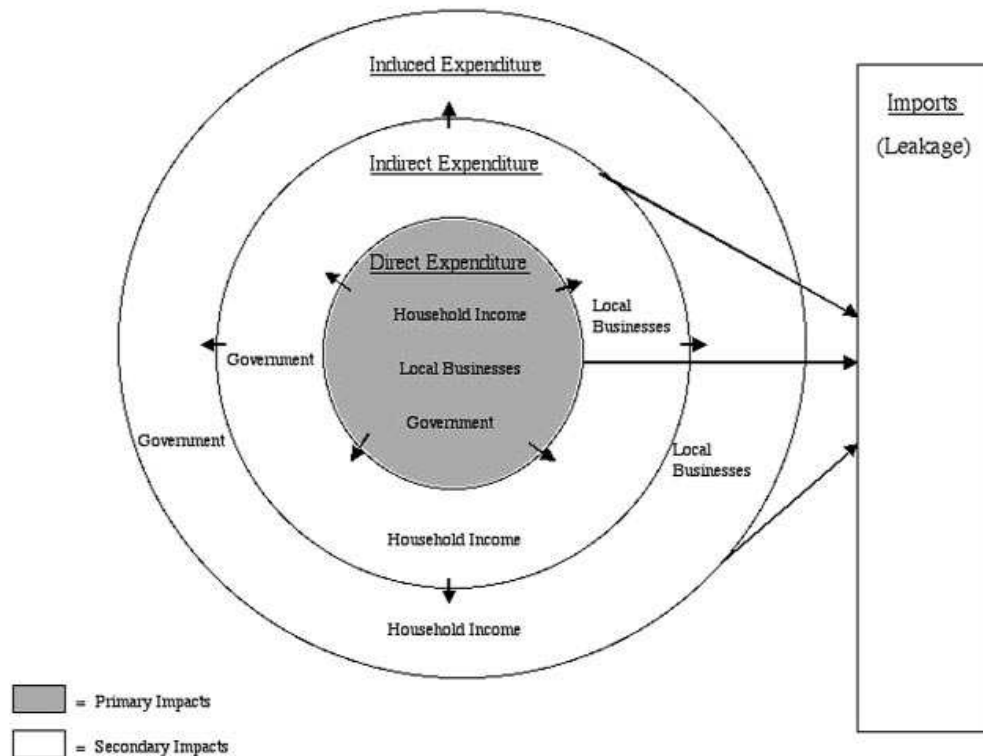 Induced Expenditure
Imports
(Leakage)
Indirect Expenditure
Direct Expenditure
Household Income
Local
Businesses
Government
Local Businesses
Government
Government
Local
Businesses
Household Income
Household Income
= Primary Impacts
= Secondary Impacts